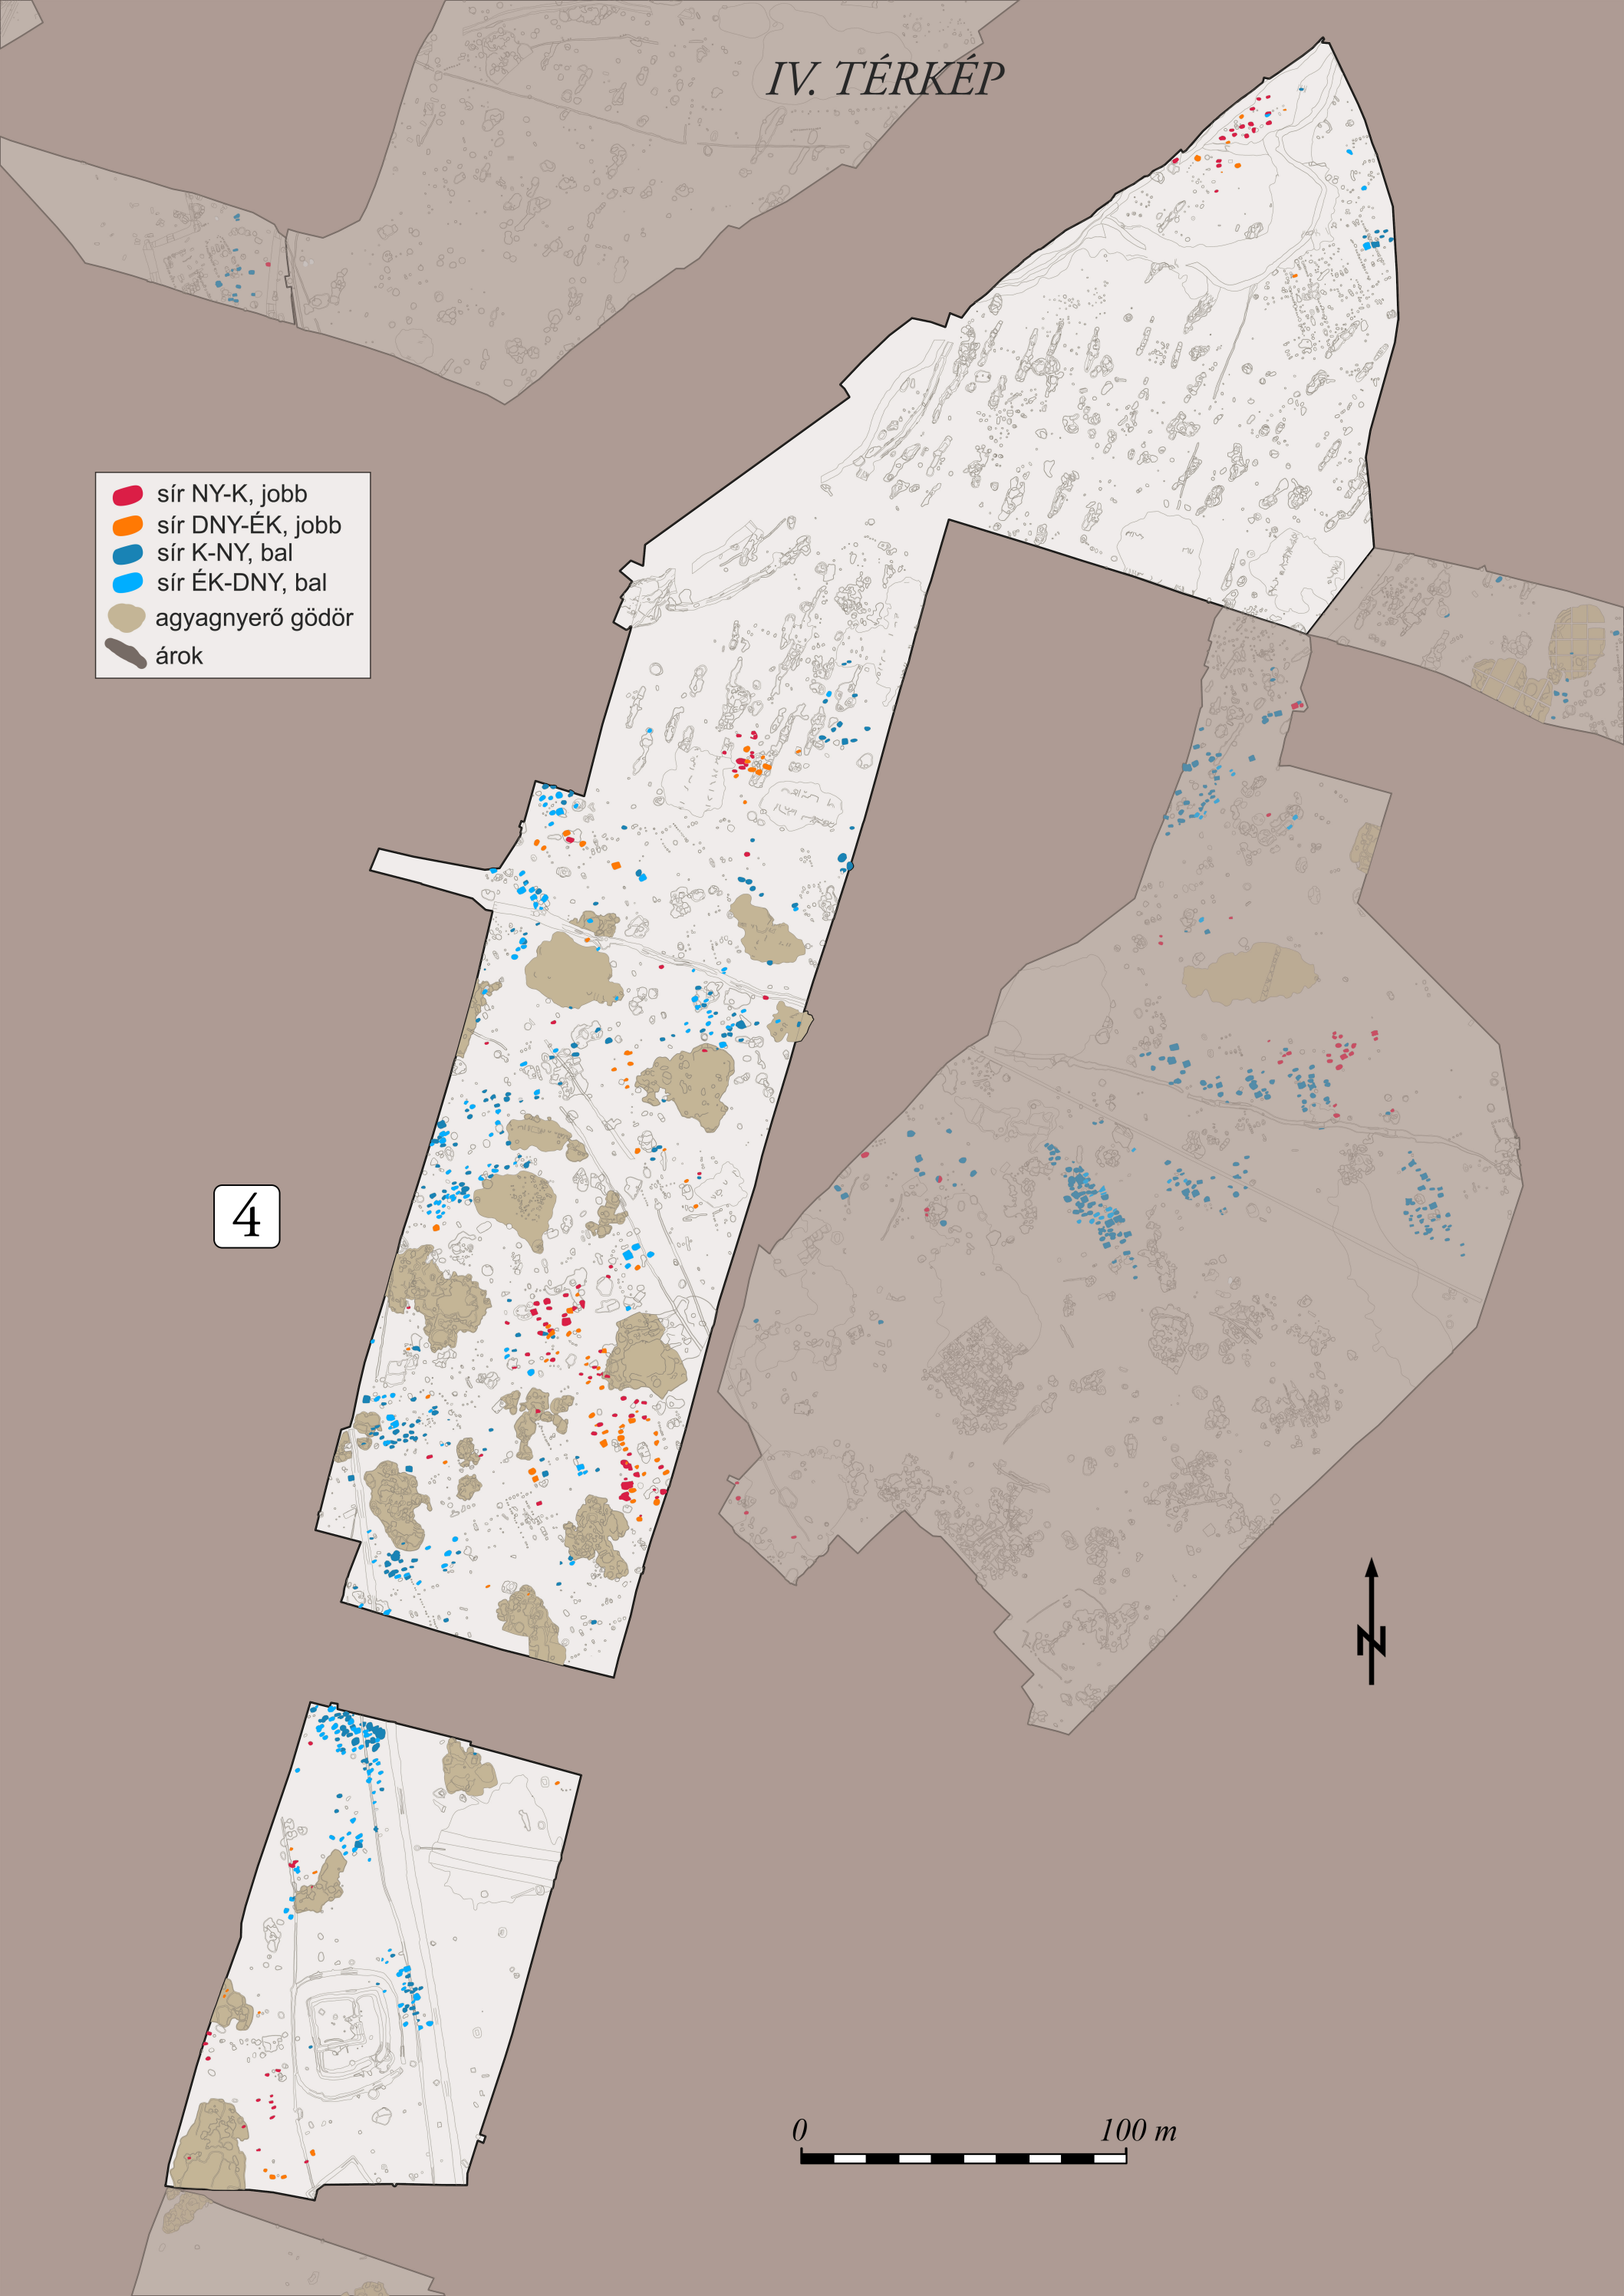 IV. TÉRKÉP
sír NY-K, jobb
sír DNY-ÉK, jobb
sír K-NY, bal
sír ÉK-DNY, bal
agyagnyerő gödör
árok
4
N
0 100 m